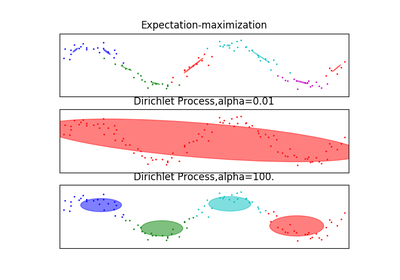 Expectation-maximization
Dirichlet Process,alpha=0.01
Dirichlet Process,alpha=100.